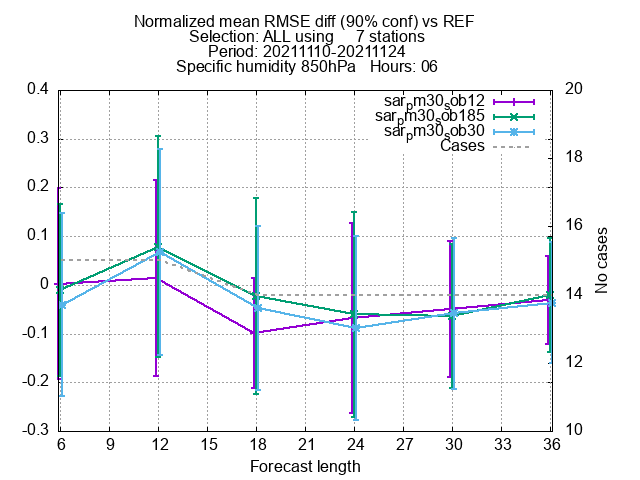 Normalized mean RMSE diff (90% conf) vs REF
Selection: ALL using     7 stations
Period: 20211110-20211124
Specific humidity 850hPa   Hours: 06
sar_pm30_sob12
sar_pm30_sob185
sar_pm30_sob30
Cases
0.4
0.3
0.2
0.1
0
-0.1
-0.2
-0.3
20
18
16
14
12
10
No cases
6 9 12 15 18 21 24 27 30 33 36
Forecast length